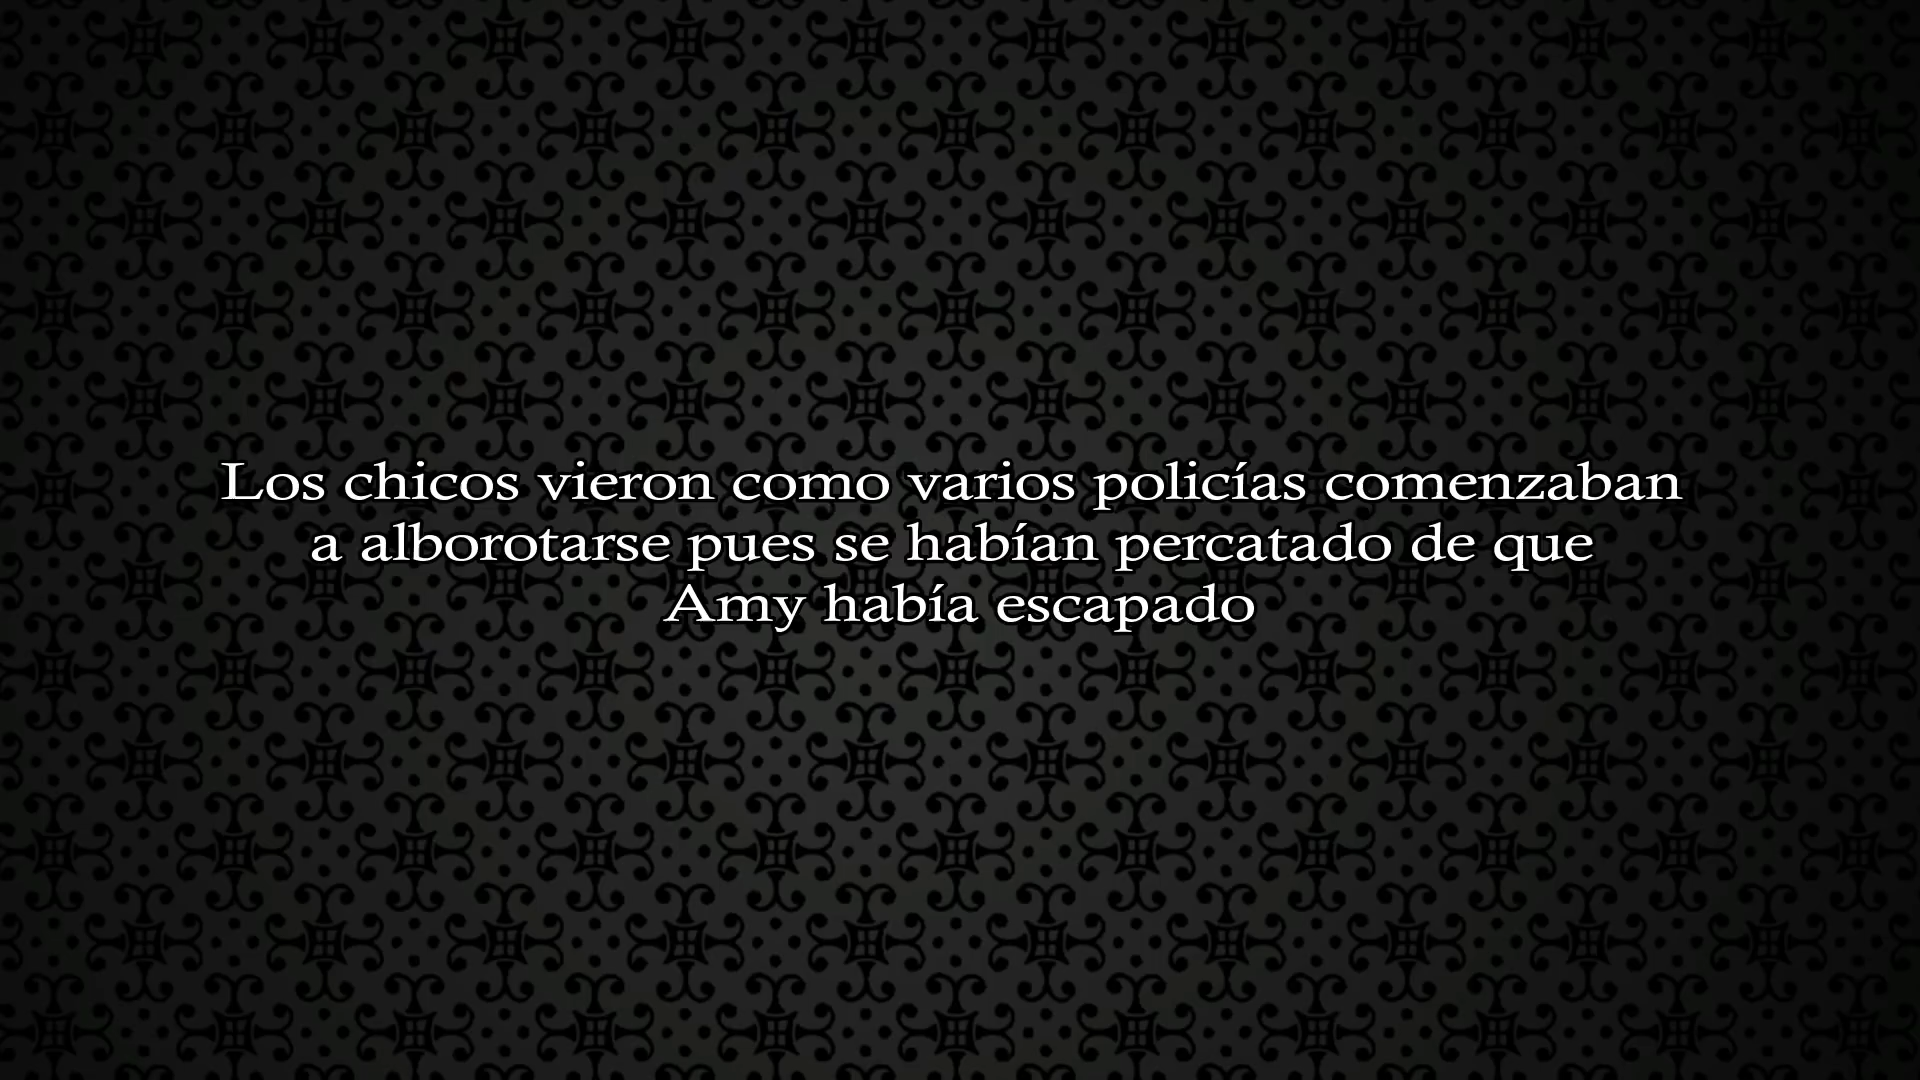 Los chicos vieron como varios policías comenzaban
a alborotarse pues se habían percatado de que
Amy había escapado